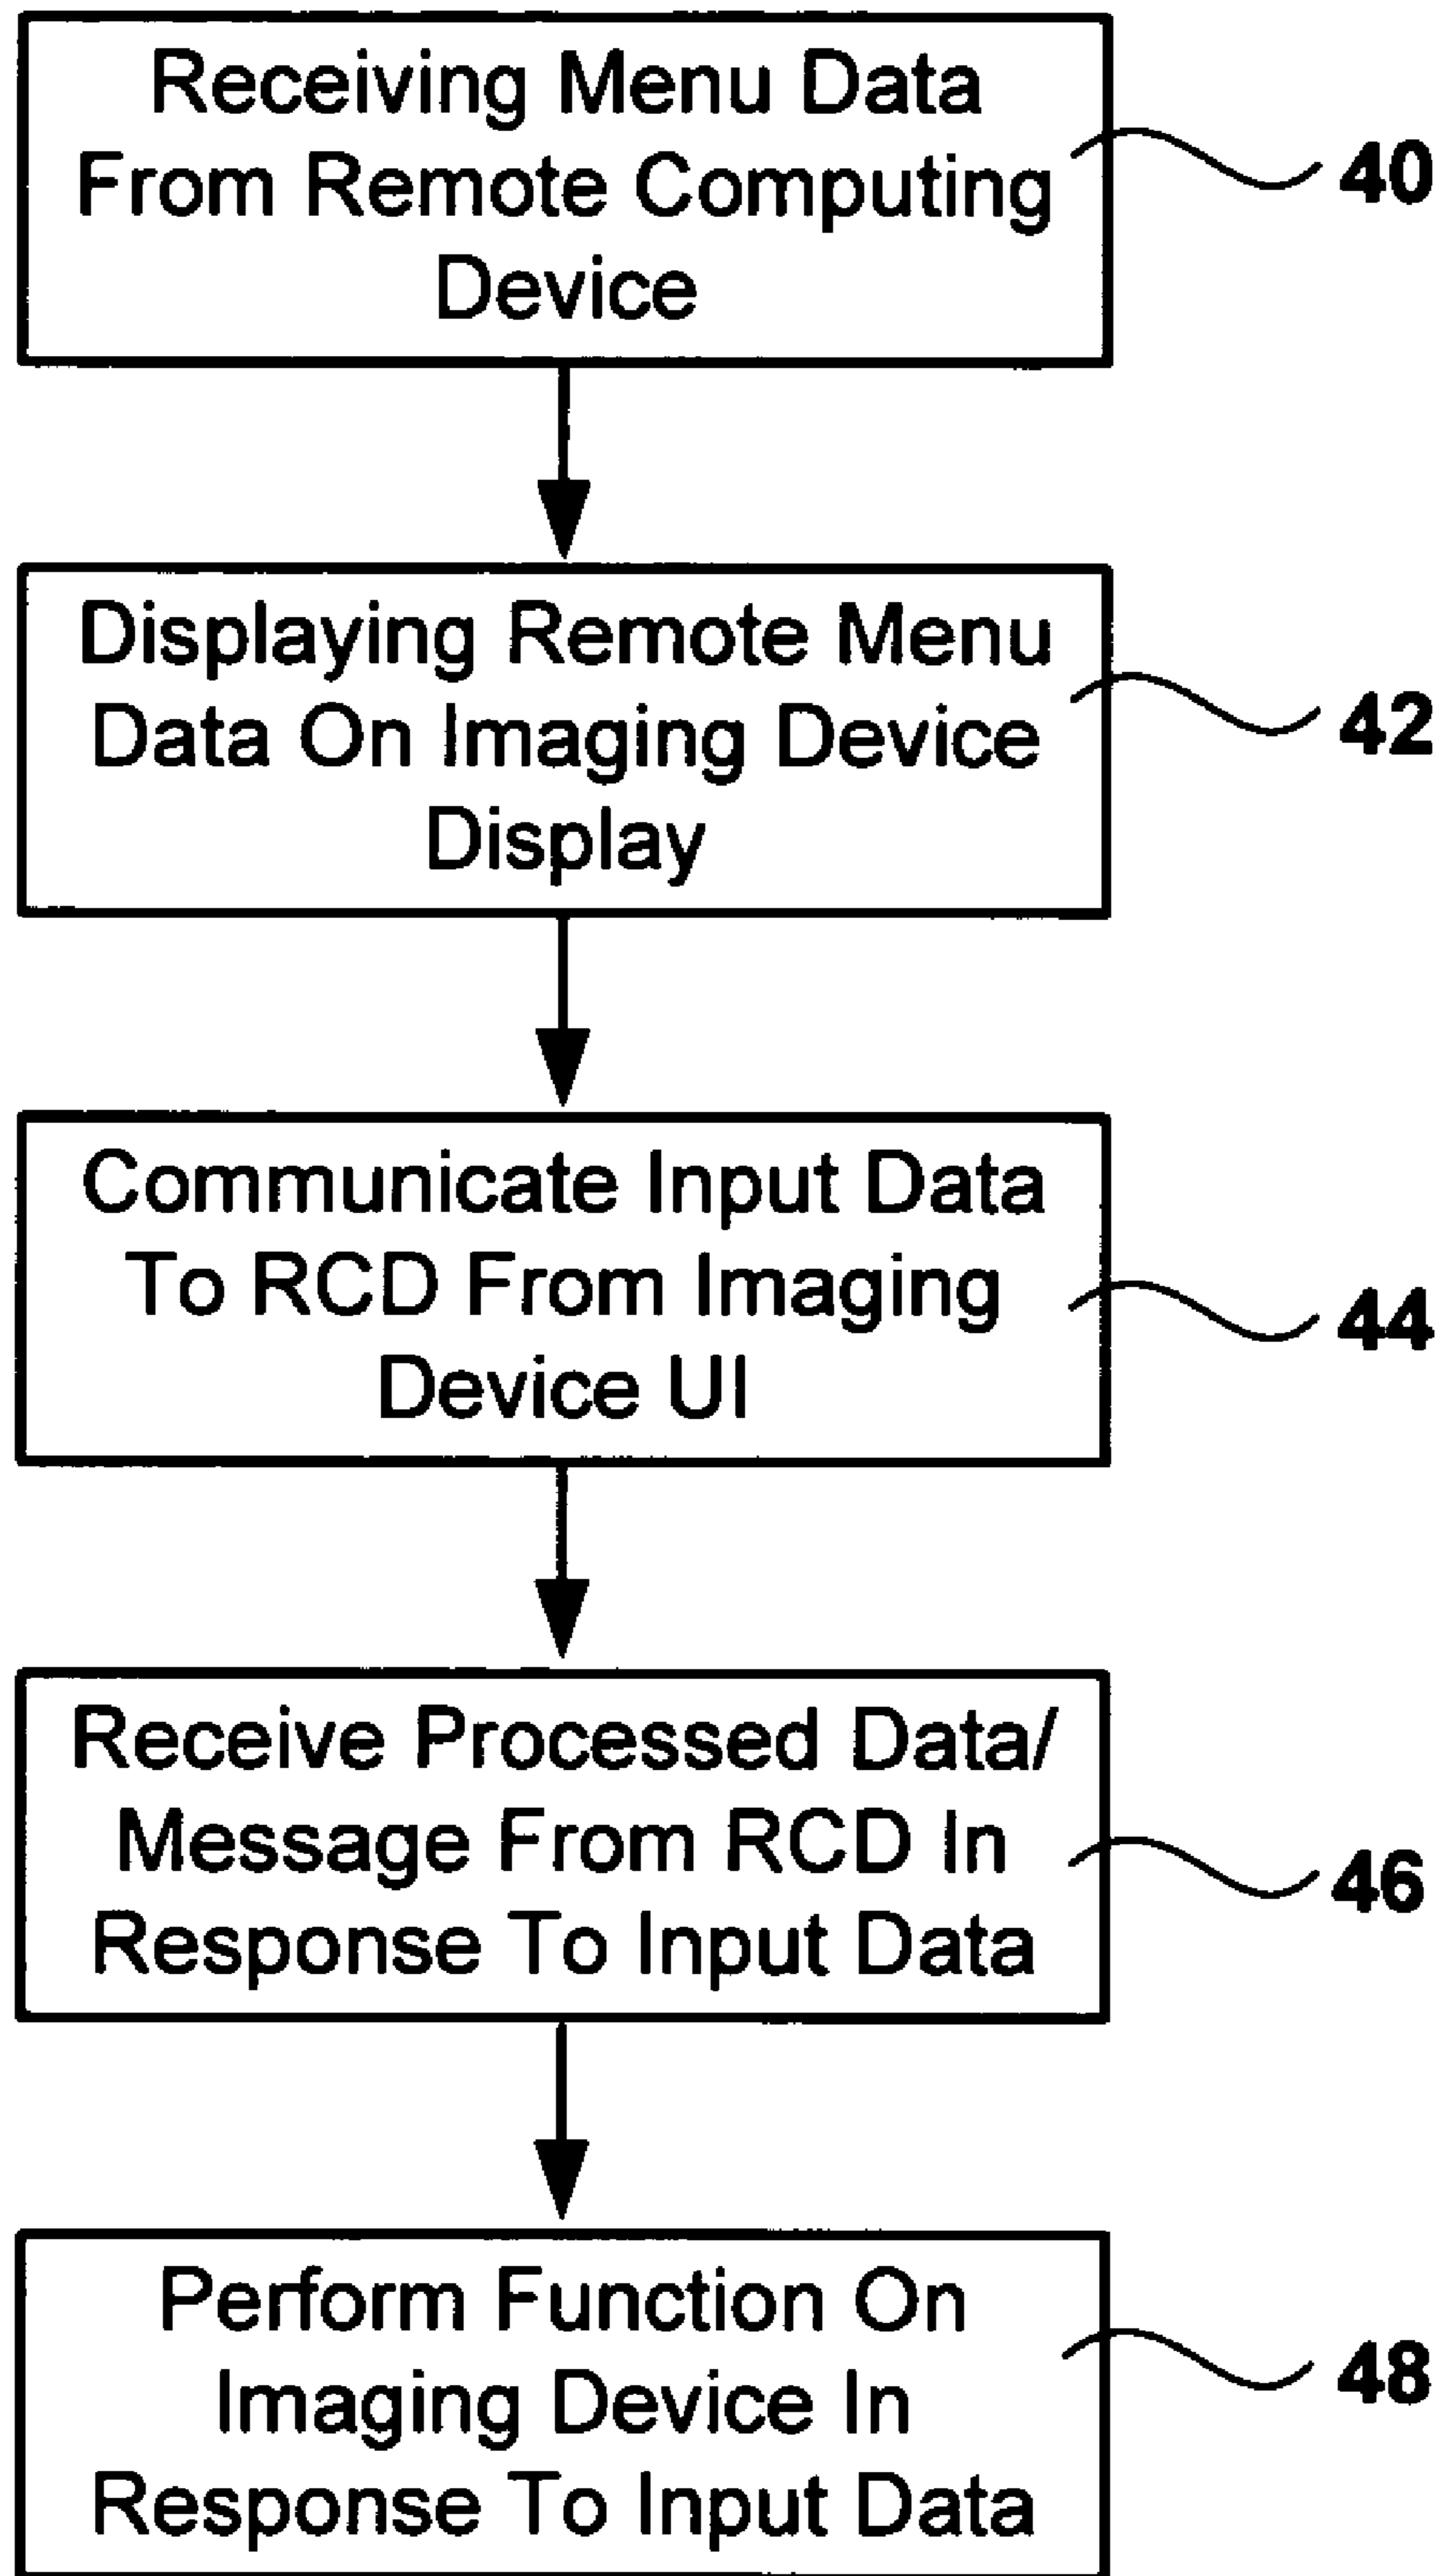 Receiving Menu Data
From Remote Computing
Device
40
Displaying Remote Menu
Data On Imaging Device
Display
42
Communicate Input Data
To RCD From Imaging
Device UI
44
Receive Processed Data/
Message From RCD In
Response To Input Data
46
Perform Function On
Imaging Device In
Response To Input Data
48